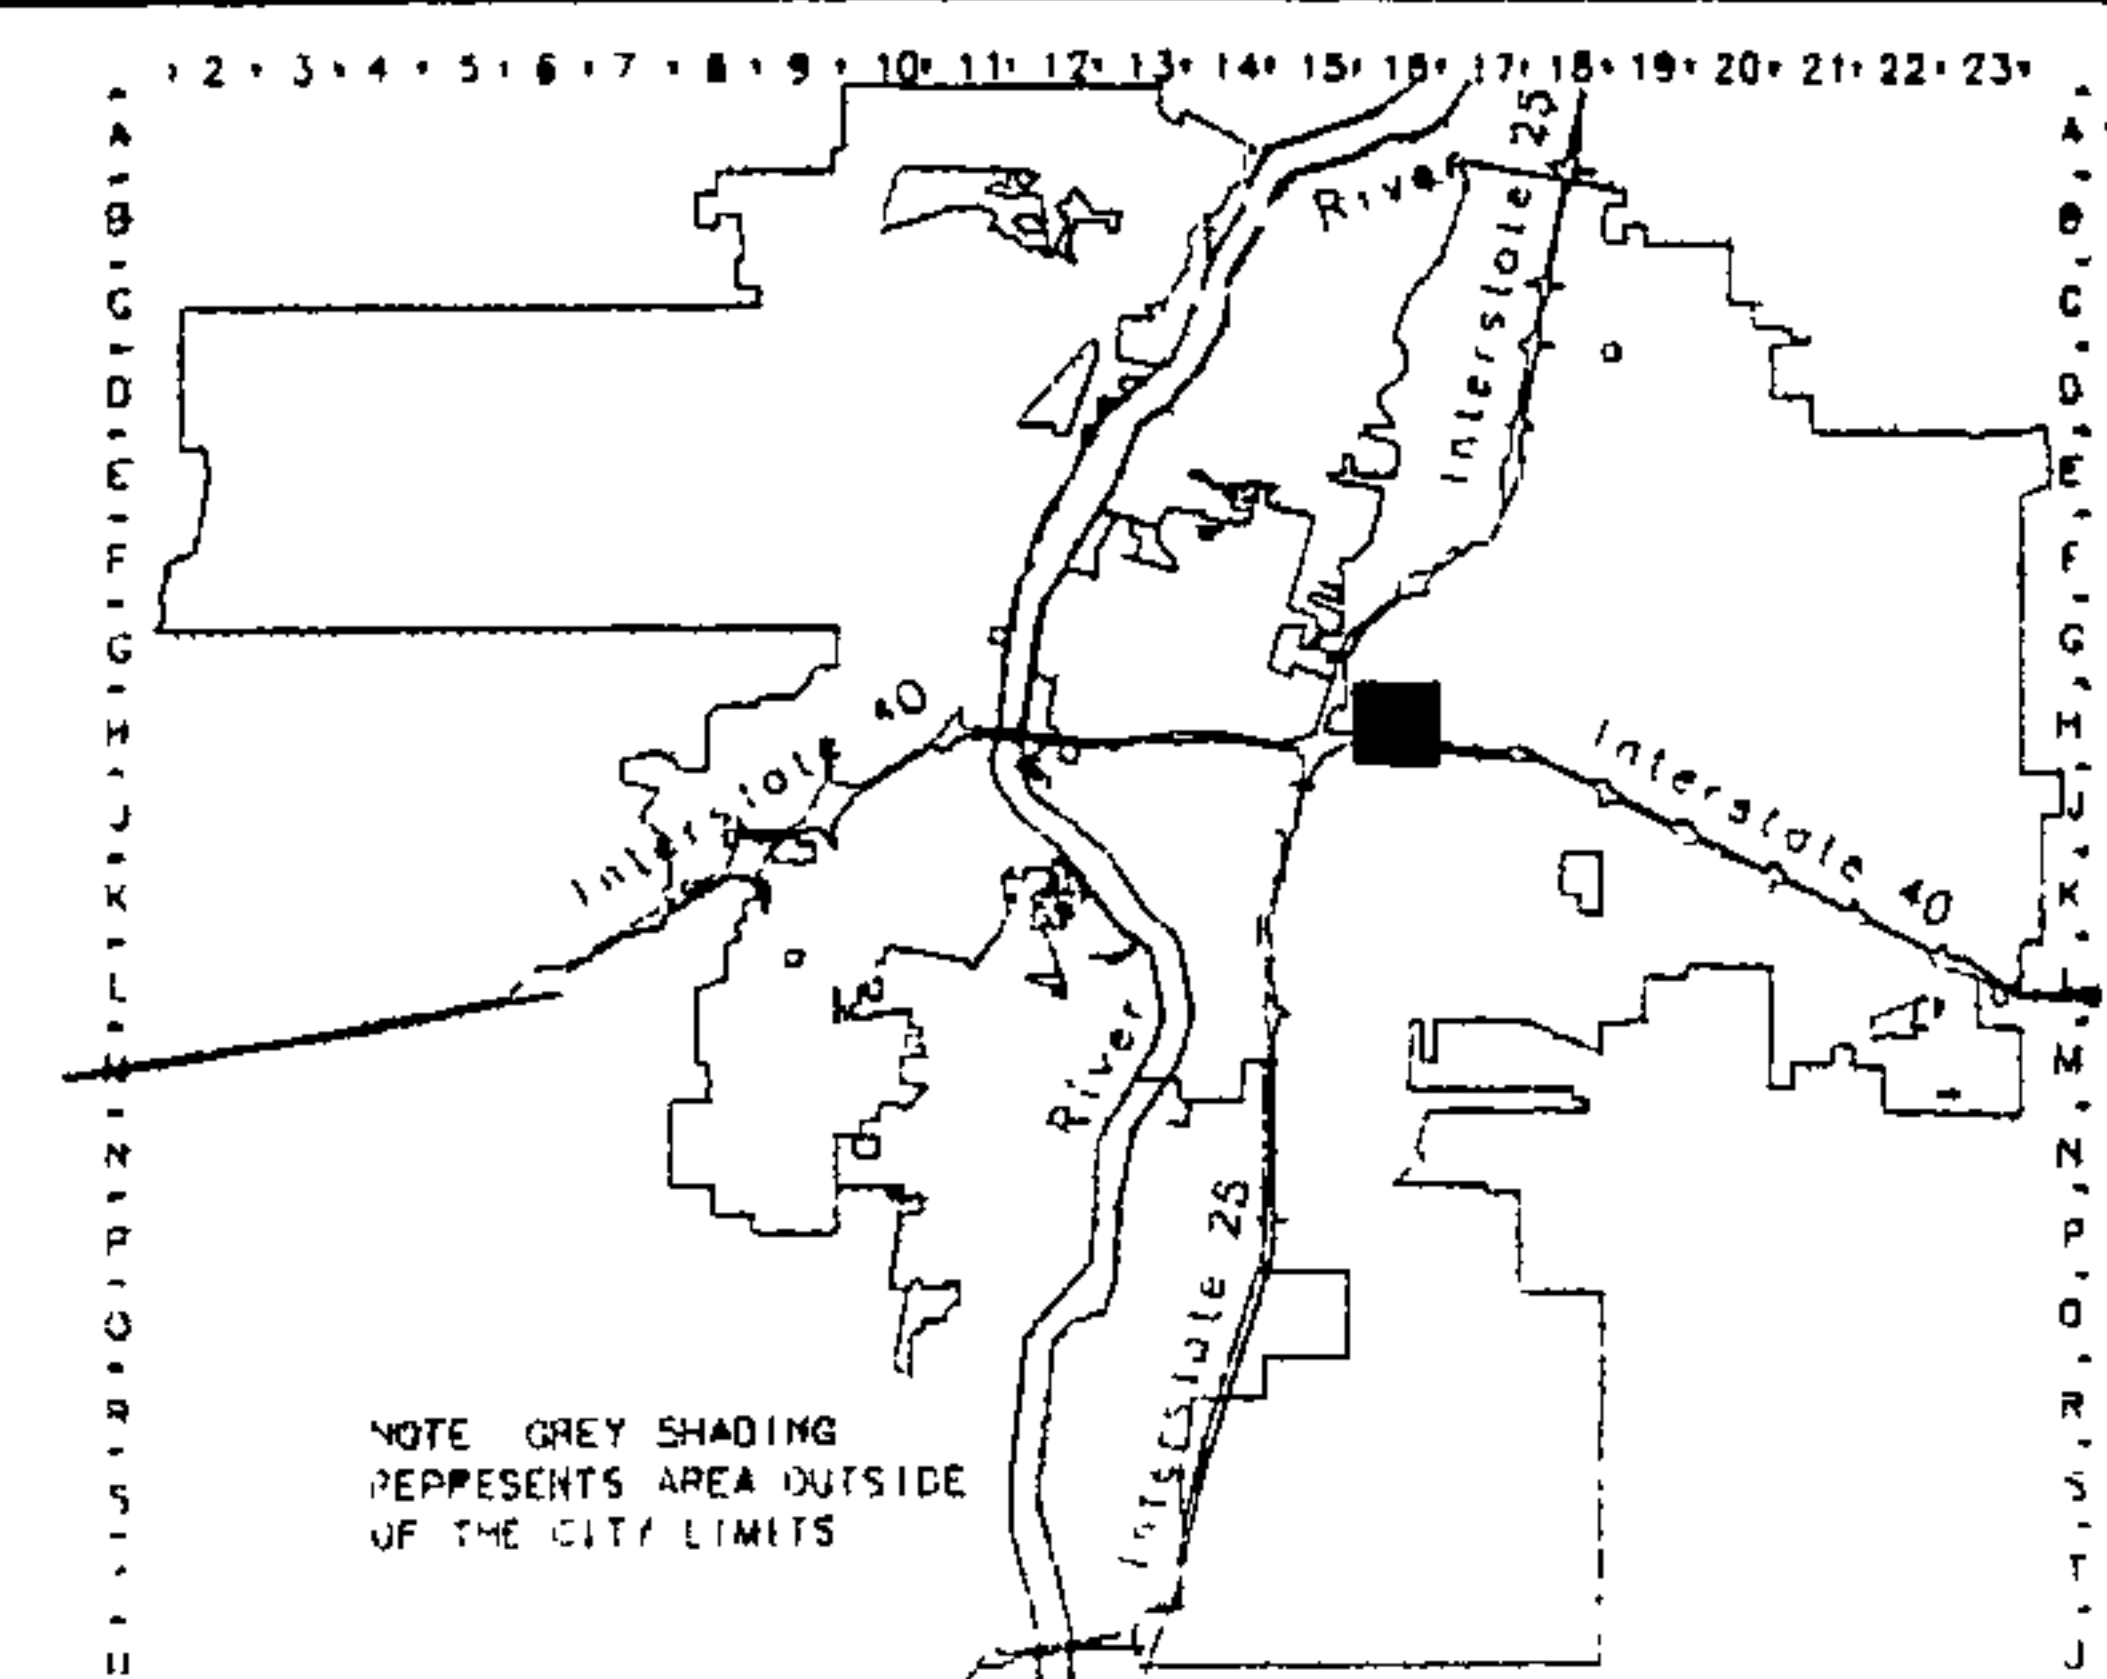 2 3 4 5 6 7 8 9 10 11 12 13 14 15 16 17 18 19 20 21 22 23
A A
B B
C C
D D
E E
F F
G G
H H
J J
K K
L L
M M
N N
P P
Q Q
R R
S S
T
River
Interstate 25
Interstate 40
Interstate 40
River
Interstate 25
NOTE GREY SHADING
REPRESENTS AREA OUTSIDE
OF THE CITY LIMITS